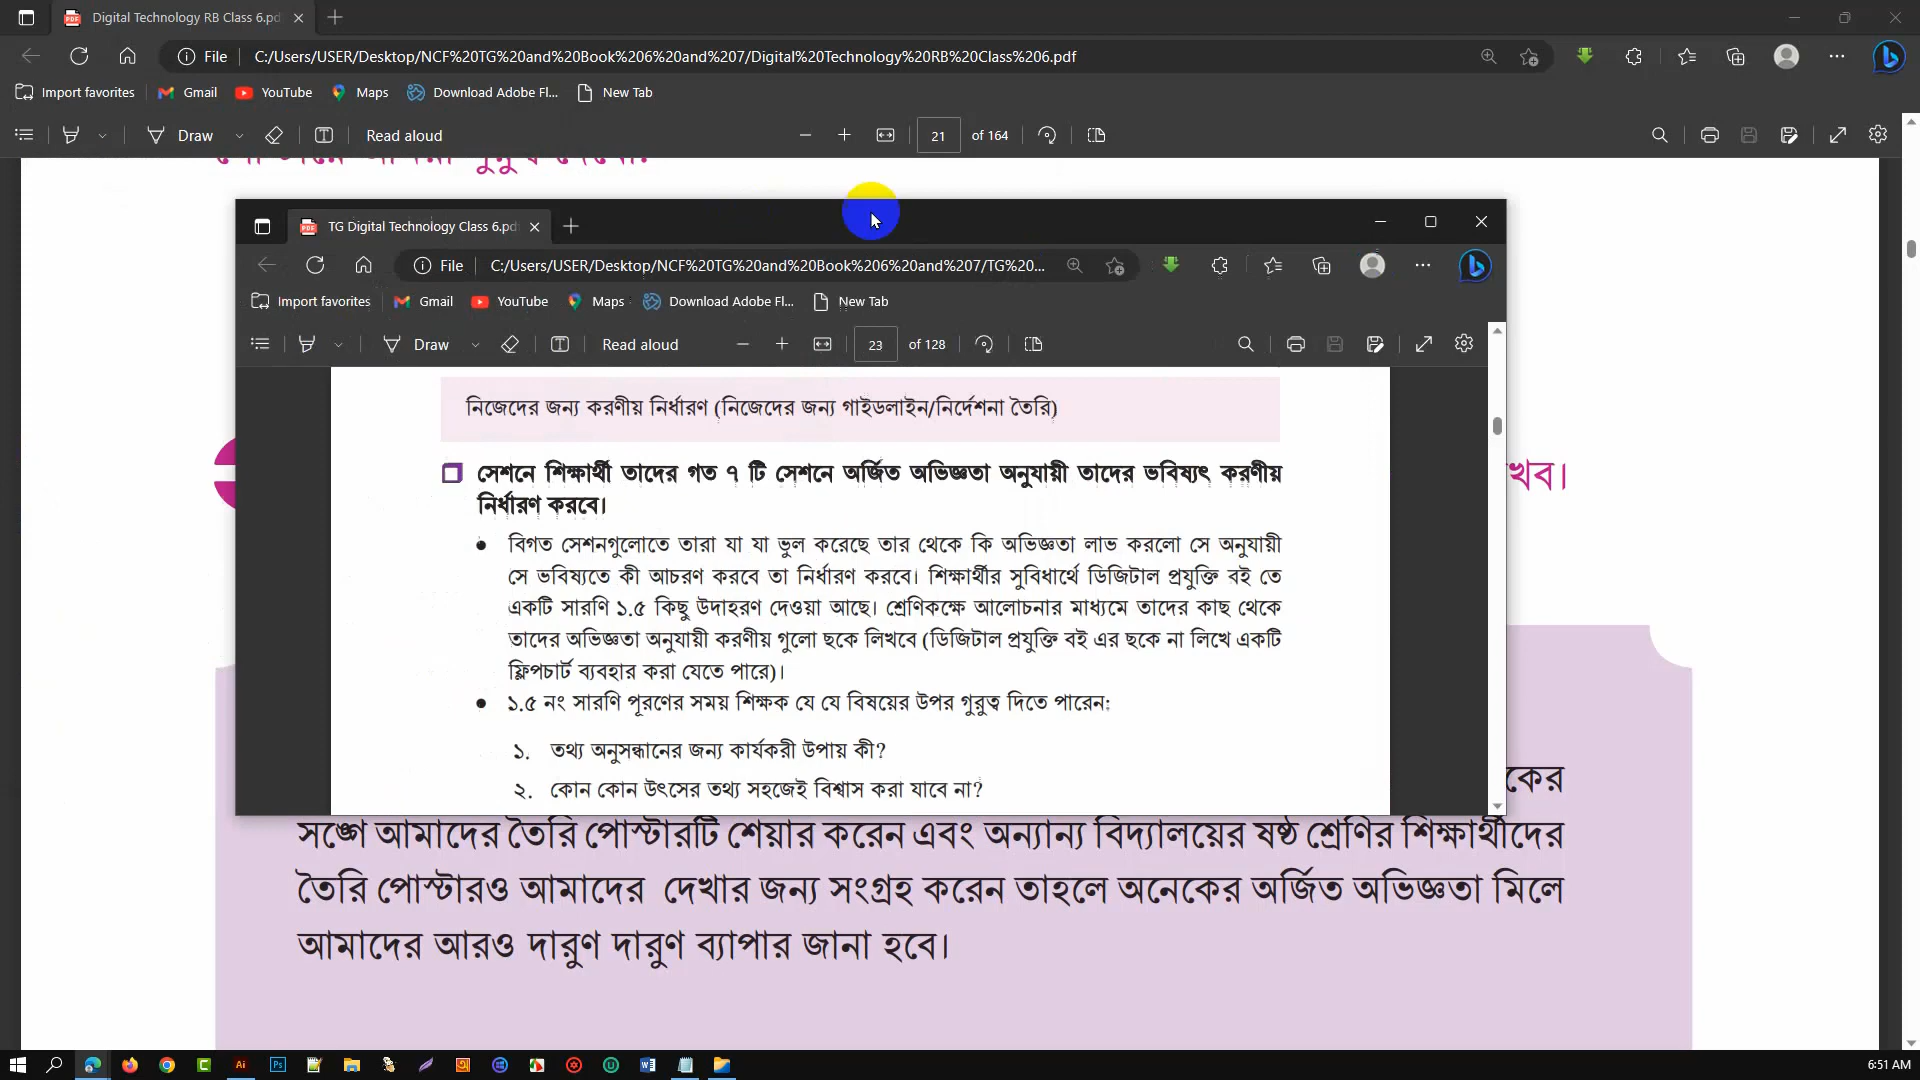 Digital Technology RB Class 6.pd
File
C:/Users/USER/Desktop/NCF%20TG%20and%20Book%206%20and%207/Digital%20Technology%20RB%20Class%206.pdf
Import favorites
Gmail
YouTube
Maps
Download Adobe Fl...
New Tab
Draw
Read aloud
21
of 164
TG Digital Technology Class 6.pd
File
C:/Users/USER/Desktop/NCF%20TG%20and%20Book%206%20and%207/TG%20...
Import favorites
Gmail
YouTube
Maps
Download Adobe Fl...
New Tab
Draw
Read aloud
23
of 128
নিজেদের জন্য করণীয় নির্ধারণ (নিজেদের জন্য গাইডলাইন/নির্দেশনা তৈরি)
সেশনে শিক্ষার্থী তাদের গত ৭ টি সেশনে অর্জিত অভিজ্ঞতা অনুযায়ী তাদের ভবিষ্যৎ করণীয়
নির্ধারণ করবে।
● বিগত সেশনগুলোতে তারা যা যা ভুল করেছে তার থেকে কি অভিজ্ঞতা লাভ করলো সে অনুযায়ী
সে ভবিষ্যতে কী আচরণ করবে তা নির্ধারণ করবে। শিক্ষার্থীর সুবিধার্থে ডিজিটাল প্রযুক্তি বই তে
একটি সারণি ১.৫ কিছু উদাহরণ দেওয়া আছে। শ্রেণিকক্ষে আলোচনার মাধ্যমে তাদের কাছ থেকে
তাদের অভিজ্ঞতা অনুযায়ী করণীয় গুলো ছকে লিখবে (ডিজিটাল প্রযুক্তি বই এর ছকে না লিখে একটি
ফ্লিপচার্ট ব্যবহার করা যেতে পারে)।
● ১.৫ নং সারণি পূরণের সময় শিক্ষক যে যে বিষয়ের উপর গুরুত্ব দিতে পারেন:
১. তথ্য অনুসন্ধানের জন্য কার্যকরী উপায় কী?
২. কোন কোন উৎসের তথ্য সহজেই বিশ্বাস করা যাবে না?
খব।
কের
সঙ্গে আমাদের তৈরি পোস্টারটি শেয়ার করেন এবং অন্যান্য বিদ্যালয়ের ষষ্ঠ শ্রেণির শিক্ষার্থীদের
তৈরি পোস্টারও আমাদের দেখার জন্য সংগ্রহ করেন তাহলে অনেকের অর্জিত অভিজ্ঞতা মিলে
আমাদের আরও দারুণ দারুণ ব্যাপার জানা হবে।
6:51 AM